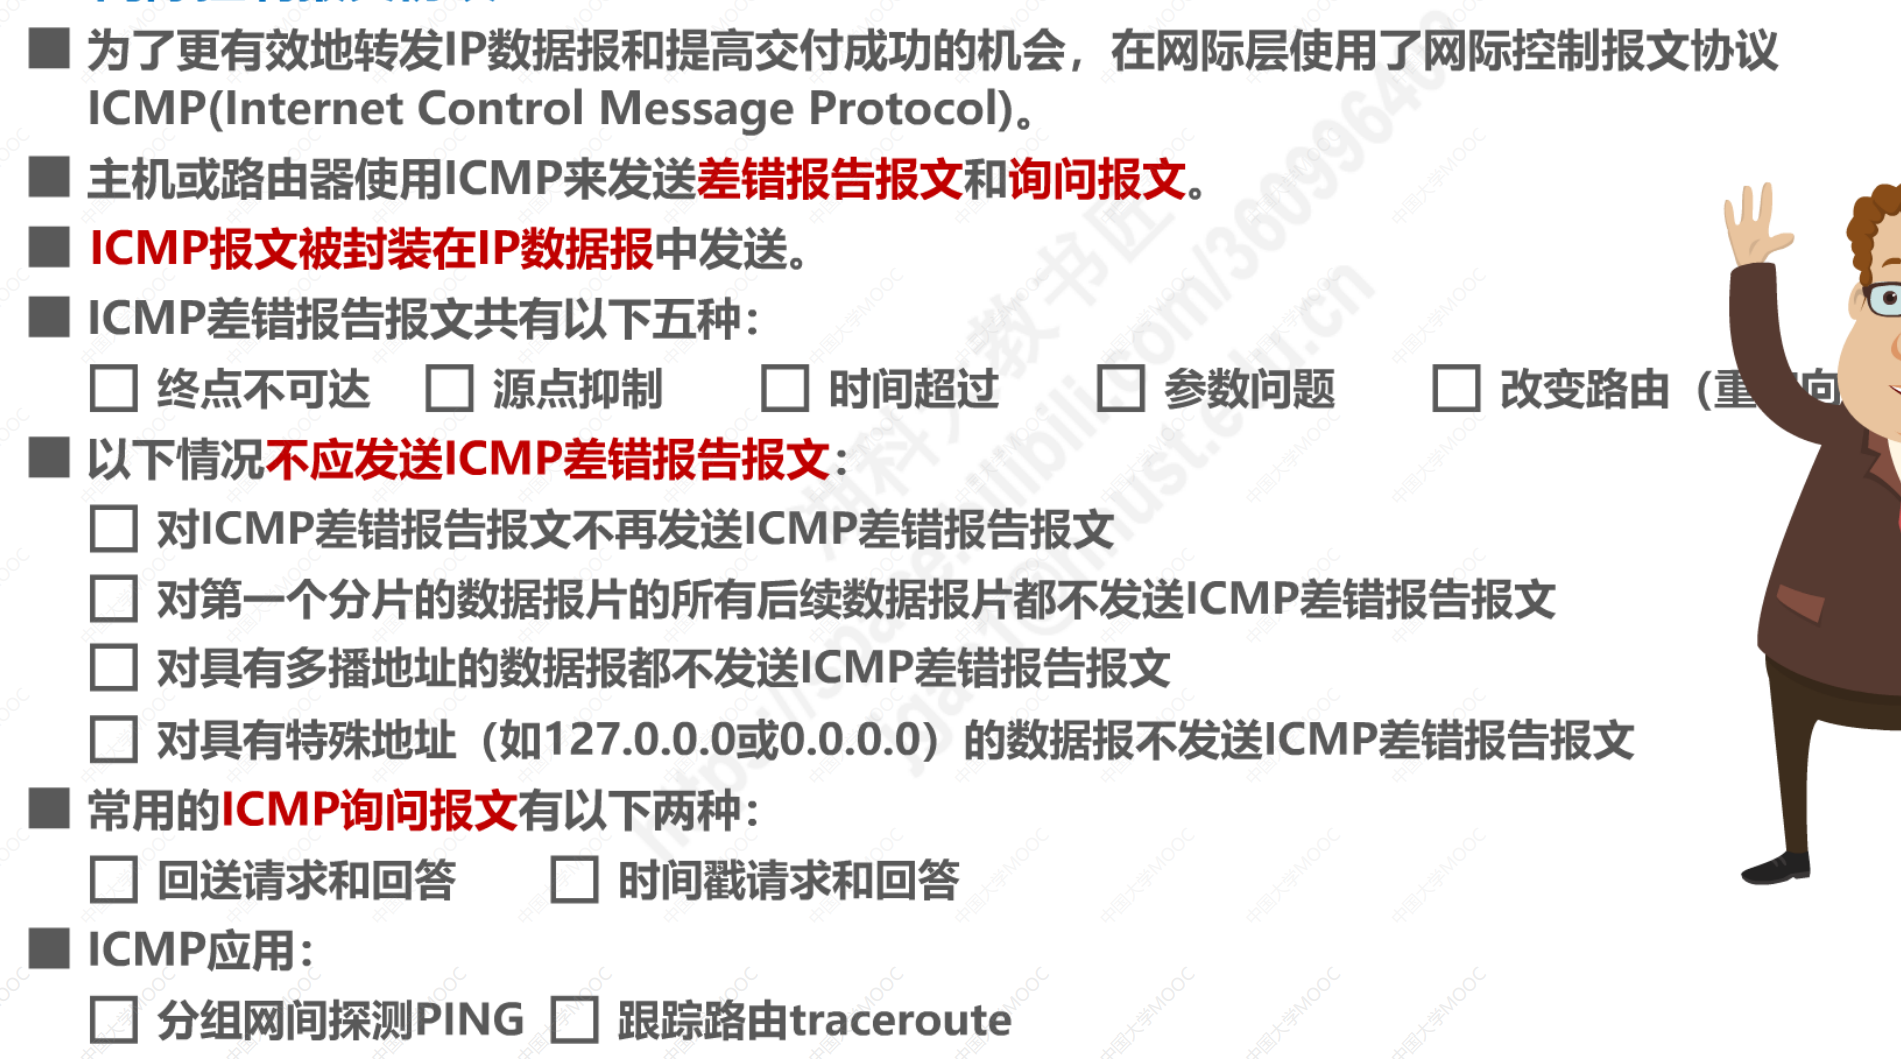 为了更有效地转发IP数据报和提高交付成功的机会，在网际层使用了网际控制报文协议
ICMP(Internet Control Message Protocol)。
主机或路由器使用ICMP来发送差错报告报文和询问报文。
ICMP报文被封装在IP数据报中发送。
ICMP差错报告报文共有以下五种：
终点不可达 源点抑制 时间超过 参数问题 改变路由（重 向
以下情况不应发送ICMP差错报告报文：
对ICMP差错报告报文不再发送ICMP差错报告报文
对第一个分片的数据报片的所有后续数据报片都不发送ICMP差错报告报文
对具有多播地址的数据报都不发送ICMP差错报告报文
对具有特殊地址（如127.0.0.0或0.0.0.0）的数据报不发送ICMP差错报告报文
常用的ICMP询问报文有以下两种：
回送请求和回答 时间戳请求和回答
ICMP应用：
分组网间探测PING 跟踪路由traceroute
中国大学MOOC